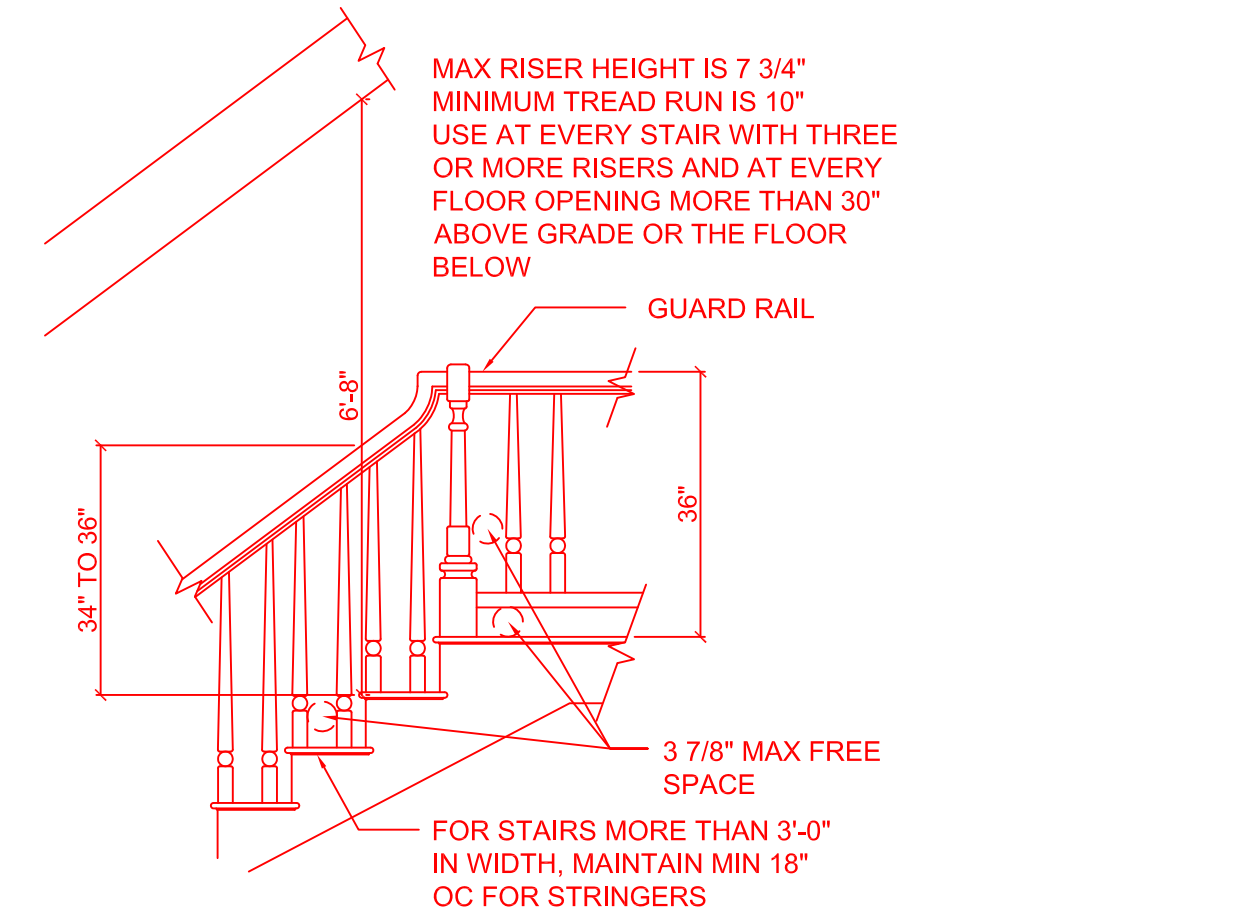 MAX RISER HEIGHT IS 7 3/4"
MINIMUM TREAD RUN IS 10"
USE AT EVERY STAIR WITH THREE
OR MORE RISERS AND AT EVERY
FLOOR OPENING MORE THAN 30"
ABOVE GRADE OR THE FLOOR
BELOW
GUARD RAIL
6'-8"
34" TO 36"
36"
3 7/8" MAX FREE
SPACE
FOR STAIRS MORE THAN 3'-0"
IN WIDTH, MAINTAIN MIN 18"
OC FOR STRINGERS